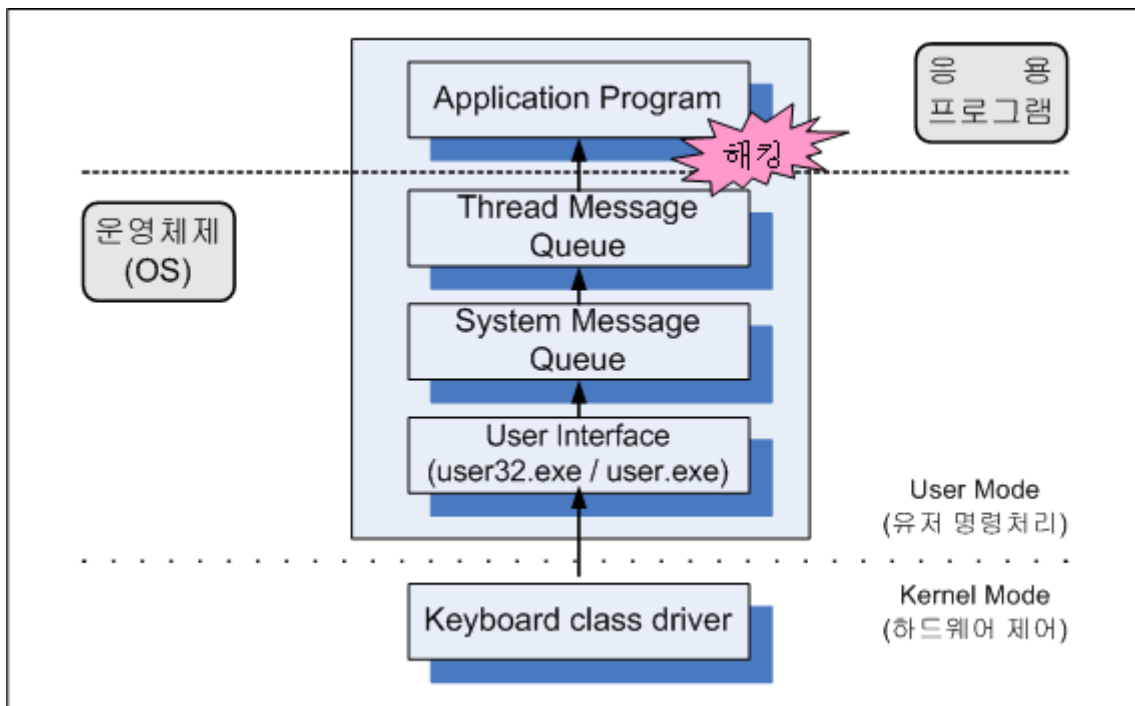 Application Program
응 용
프로그램
해킹
운영체제
(OS)
Thread Message
Queue
System Message
Queue
User Interface
(user32.exe / user.exe)
User Mode
(유저 명령처리)
Keyboard class driver
Kernel Mode
(하드웨어 제어)